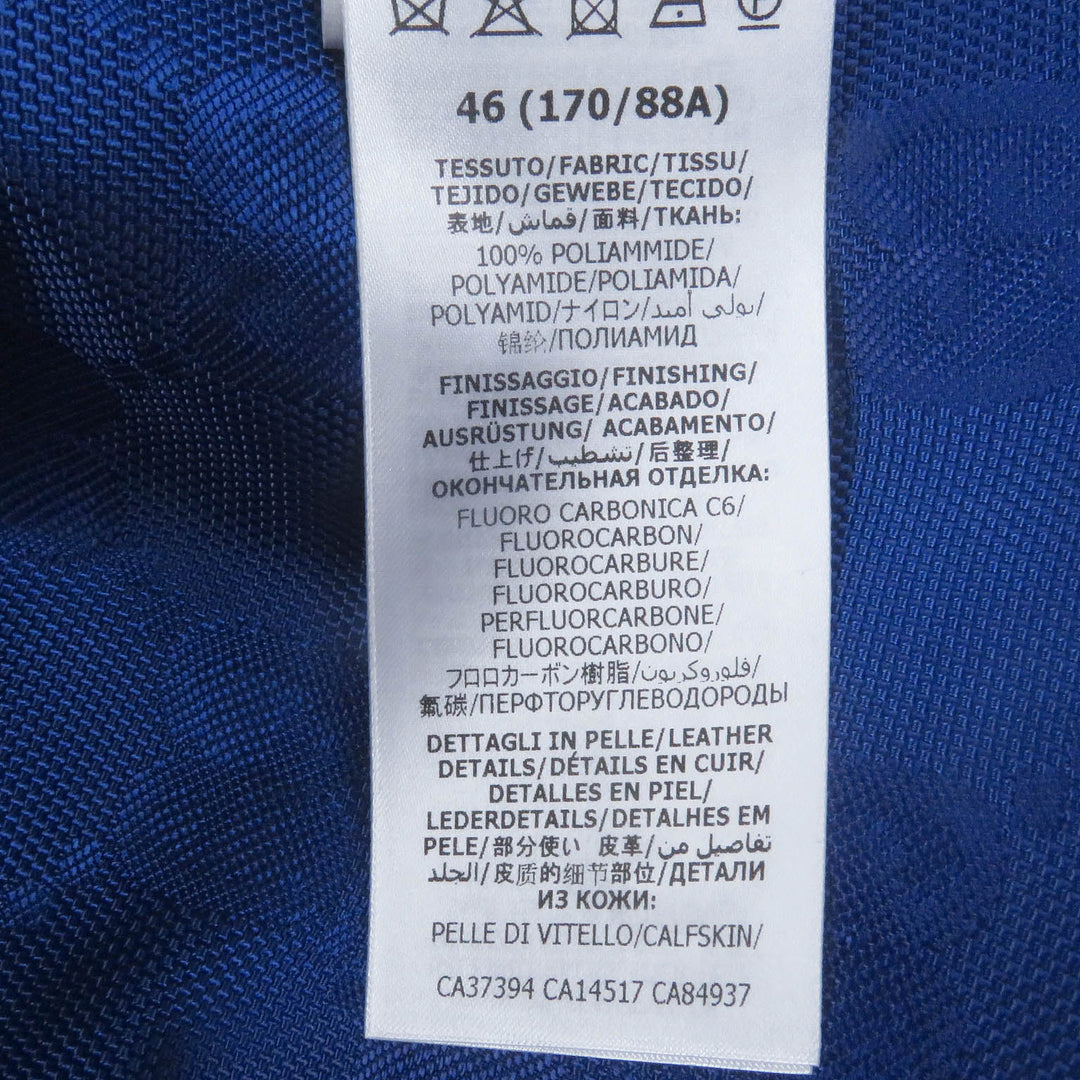 46 (170/88A)
TESSUTO/FABRIC/TISSU/
TEJIDO/GEWEBE/TECIDO/
表地/قماش/面料/ТКАНЬ:
100% POLIAMMIDE/
POLYAMIDE/POLIAMIDA/
POLYAMID/ナイロン/بولي أميد/
锦纶/ПОЛИАМИД
FINISSAGGIO/FINISHING/
FINISSAGE/ACABADO/
AUSRÜSTUNG/ ACABAMENTO/
仕上げ/تشطيب/后整理/
ОКОНЧАТЕЛЬНАЯ ОТДЕЛКА:
FLUORO CARBONICA C6/
FLUOROCARBON/
FLUOROCARBURE/
FLUOROCARBURO/
PERFLUORCARBONE/
FLUOROCARBONO/
フロロカーボン樹脂/فلوروكربون/
氟碳/ПЕРФТОРУГЛЕВОДОРОДЫ
DETTAGLI IN PELLE/LEATHER
DETAILS/DÉTAILS EN CUIR/
DETALLES EN PIEL/
LEDERDETAILS/DETALHES EM
PELE/部分使い 皮革/تفاصيل من
الجلد/皮质的细节部位/ДЕТАЛИ
ИЗ КОЖИ:
PELLE DI VITELLO/CALFSKIN/
CA37394 CA14517 CA84937